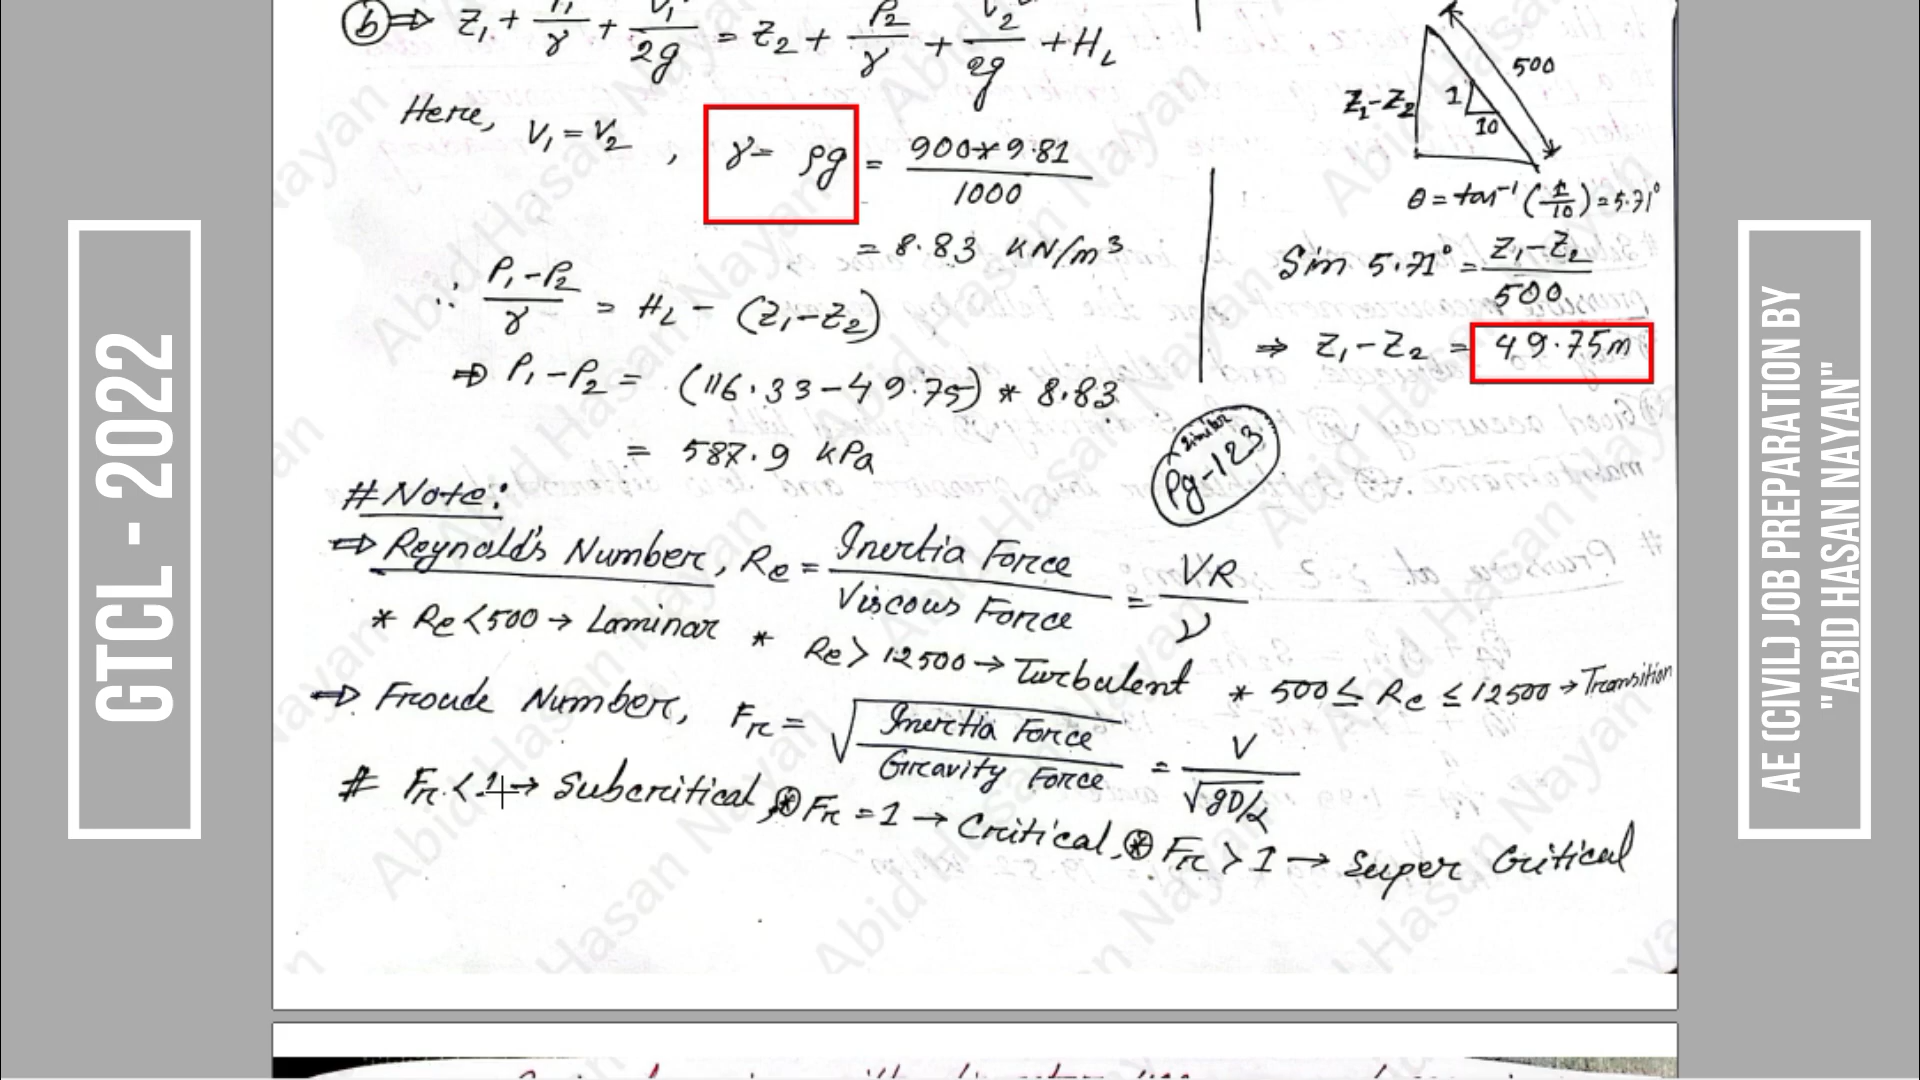 GTCL - 2022
AE (CIVIL) JOB PREPARATION BY
"ABID HASAN NAYAN"
(b) ⇒ Z₁ + P₁/γ + V₁/2g = Z₂ + P₂/γ + V₂²/2g + H_L
Here, V₁ = V₂ , γ = ρg = 900*9.81/1000
= 8.83 kN/m³
∴ (P₁-P₂)/γ = H_L - (Z₁-Z₂)
⇒ P₁-P₂ = (116.33-49.75) * 8.83
= 587.9 kPa
Z₁-Z₂ 1 10 500
θ = tan⁻¹ (1/10) = 5.71°
Sin 5.71° = (Z₁-Z₂)/500
⇒ Z₁-Z₂ = 49.75m
Similar
Pg-123
# Note:
⇒ Reynold's Number, Re = Inertia Force/Viscous Force = VR/ν
* Re<500 → Laminar * Re > 12500 → Turbulent * 500 ≤ Re ≤ 12500 → Transition
⇒ Froude Number, Fr = √(Inertia Force/Gravity Force) = V/√gD/α
# Fr < 1 → Subcritical, ⊛ Fr = 1 → Critical, ⊛ Fr > 1 → Super Critical
Abid Hasan Nayan